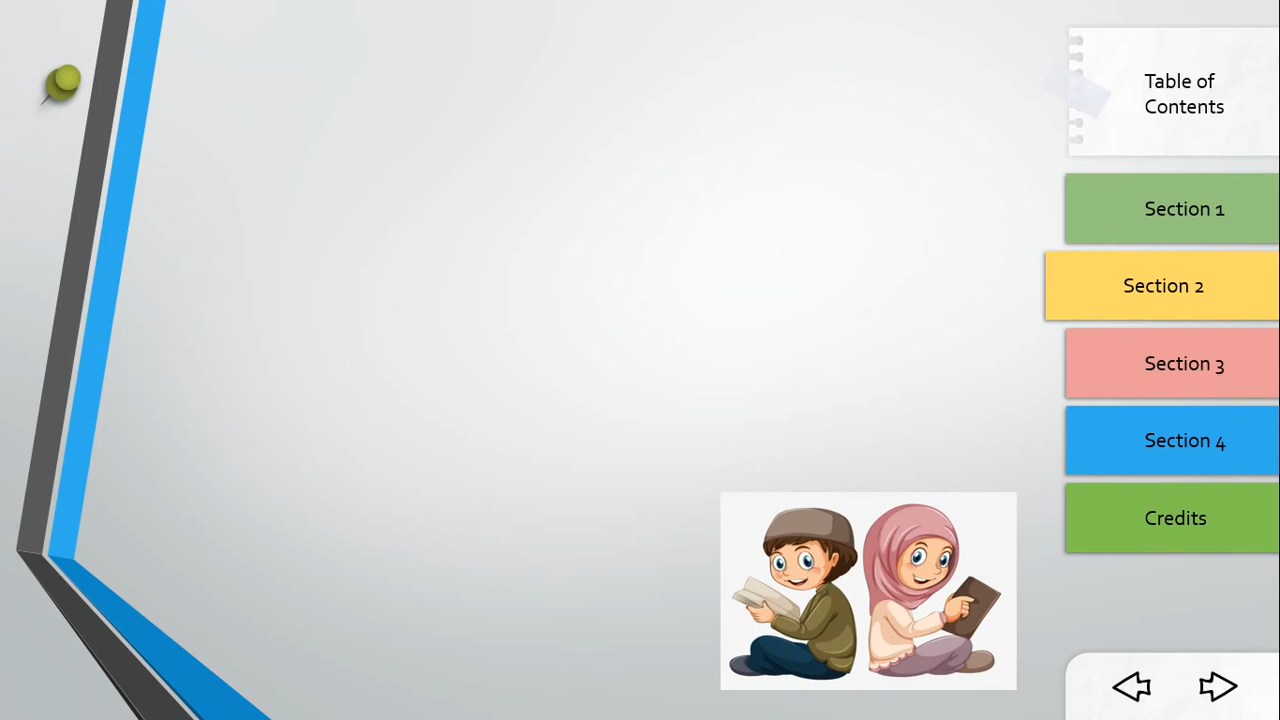 Table of
Contents
Section 1
Section 2
Section 3
Section 4
Credits